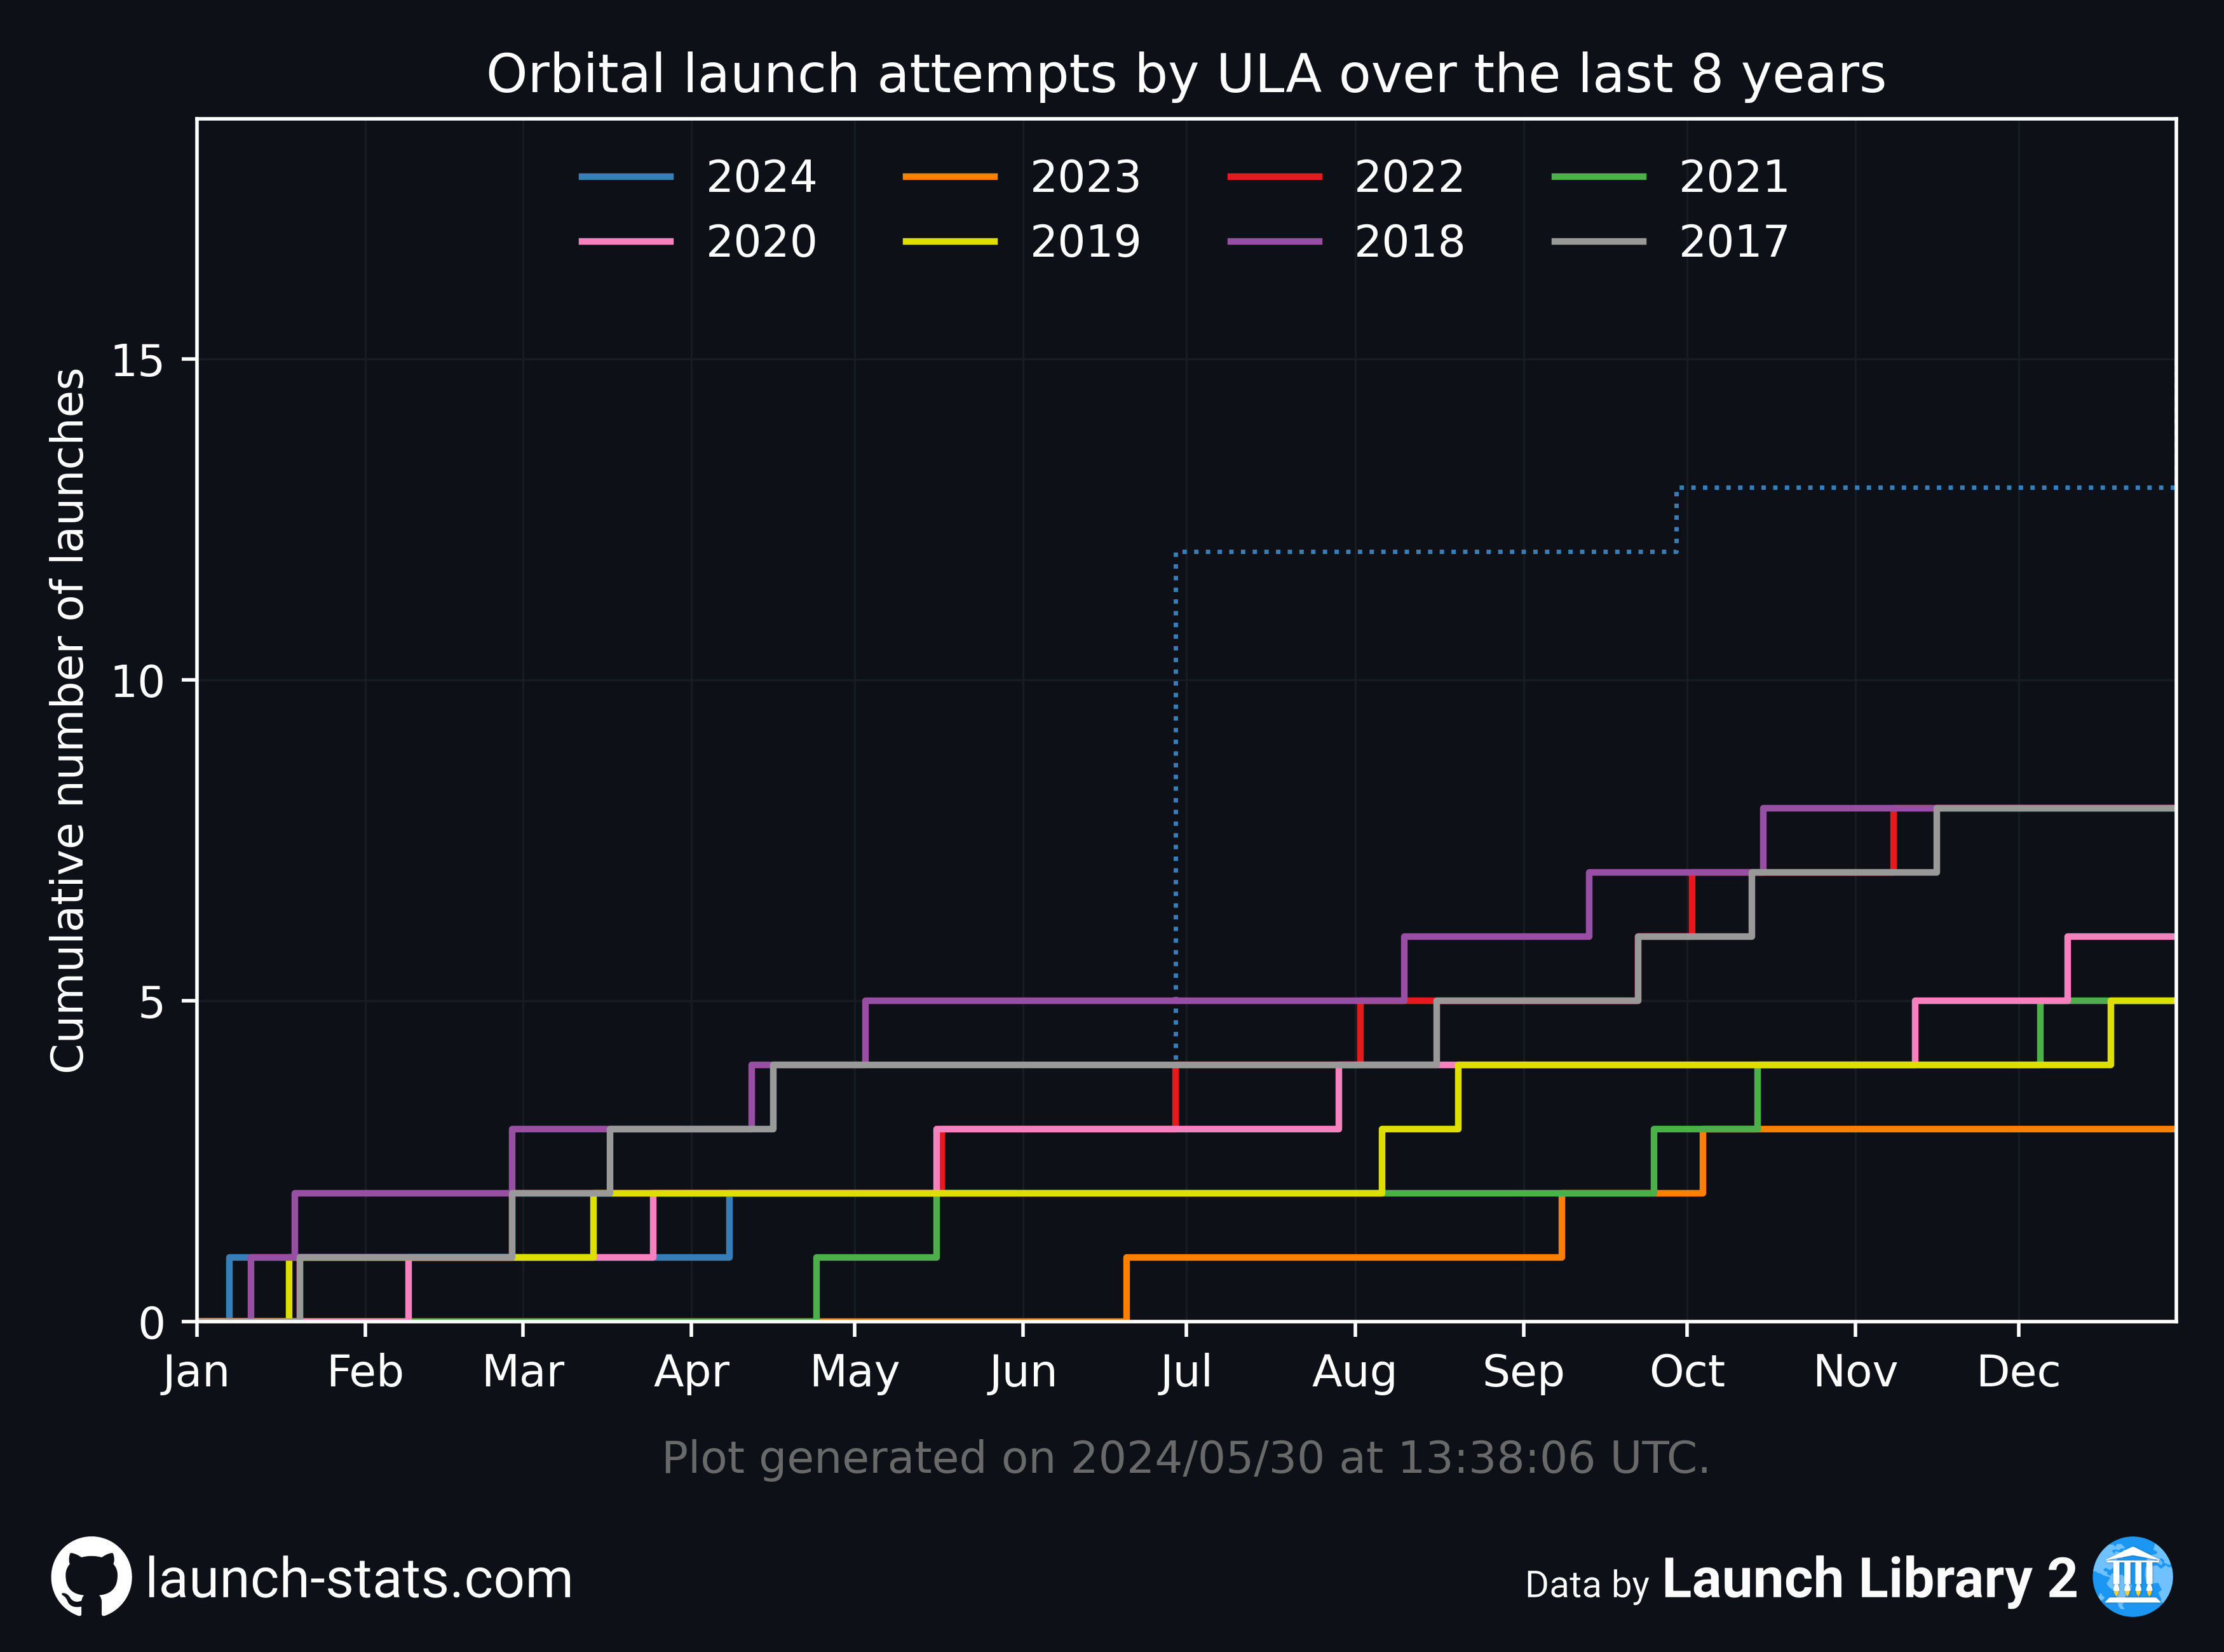 Orbital launch attempts by ULA over the last 8 years
2024 2023 2022 2021
2020 2019 2018 2017
Cumulative number of launches
15
10
5
0
Jan Feb Mar Apr May Jun Jul Aug Sep Oct Nov Dec
Plot generated on 2024/05/30 at 13:38:06 UTC.
launch-stats.com
Data by Launch Library 2